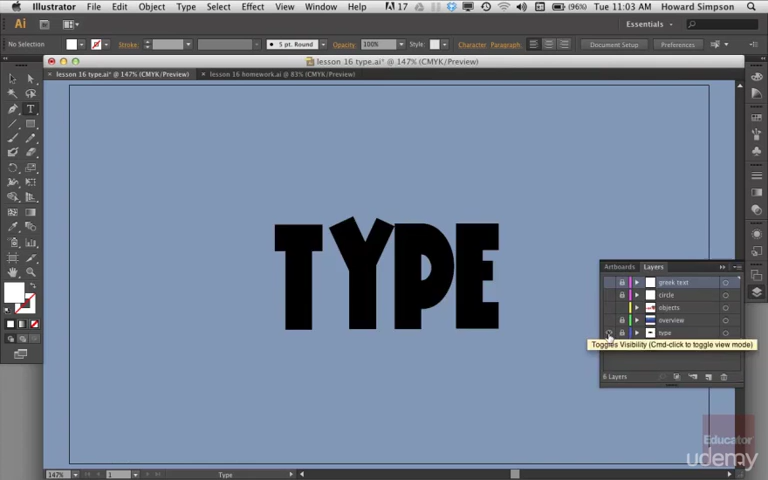 Illustrator File Edit Object Type Select Effect View Window Help 17 (96%) Tue 11:03 AM Howard Simpson
Ai Essentials
No Selection Stroke: 5 pt. Round Opacity: 100% Style: Character Paragraph: Document Setup Preferences
lesson 16 type.ai* @ 147% (CMYK/Preview)
× lesson 16 type.ai* @ 147% (CMYK/Preview) × lesson 16 homework.ai @ 83% (CMYK/Preview)
TYPE
Artboards Layers
greek text
circle
objects
overview
type
Toggles Visibility (Cmd-click to toggle view mode)
6 Layers
Educator
udemy
147% 1 Type